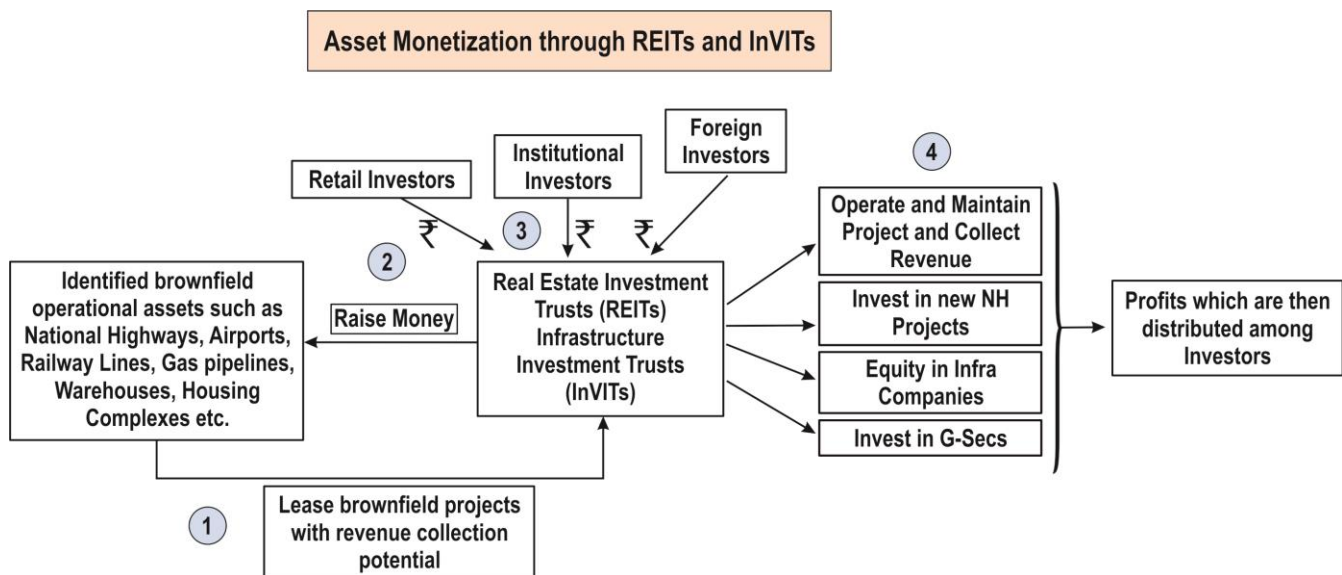 Asset Monetization through REITs and InVITs
Foreign
Investors
4
Institutional
Investors
Retail Investors
₹
3
₹
₹
2
Operate and Maintain
Project and Collect
Revenue
Identified brownfield
operational assets such as
National Highways, Airports,
Railway Lines, Gas pipelines,
Warehouses, Housing
Complexes etc.
Raise Money
Real Estate Investment
Trusts (REITs)
Infrastructure
Investment Trusts
(InVITs)
Invest in new NH
Projects
Equity in Infra
Companies
Invest in G-Secs
Profits which are then
distributed among
Investors
1
Lease brownfield projects
with revenue collection
potential